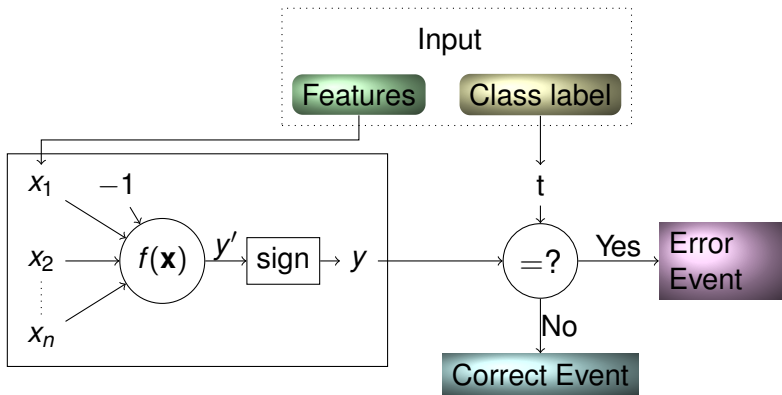 Input
Features
Class label
x₁
−1
t
x₂
f(x)
y′
sign
y
=?
Yes
Error
Event
xₙ
No
Correct Event